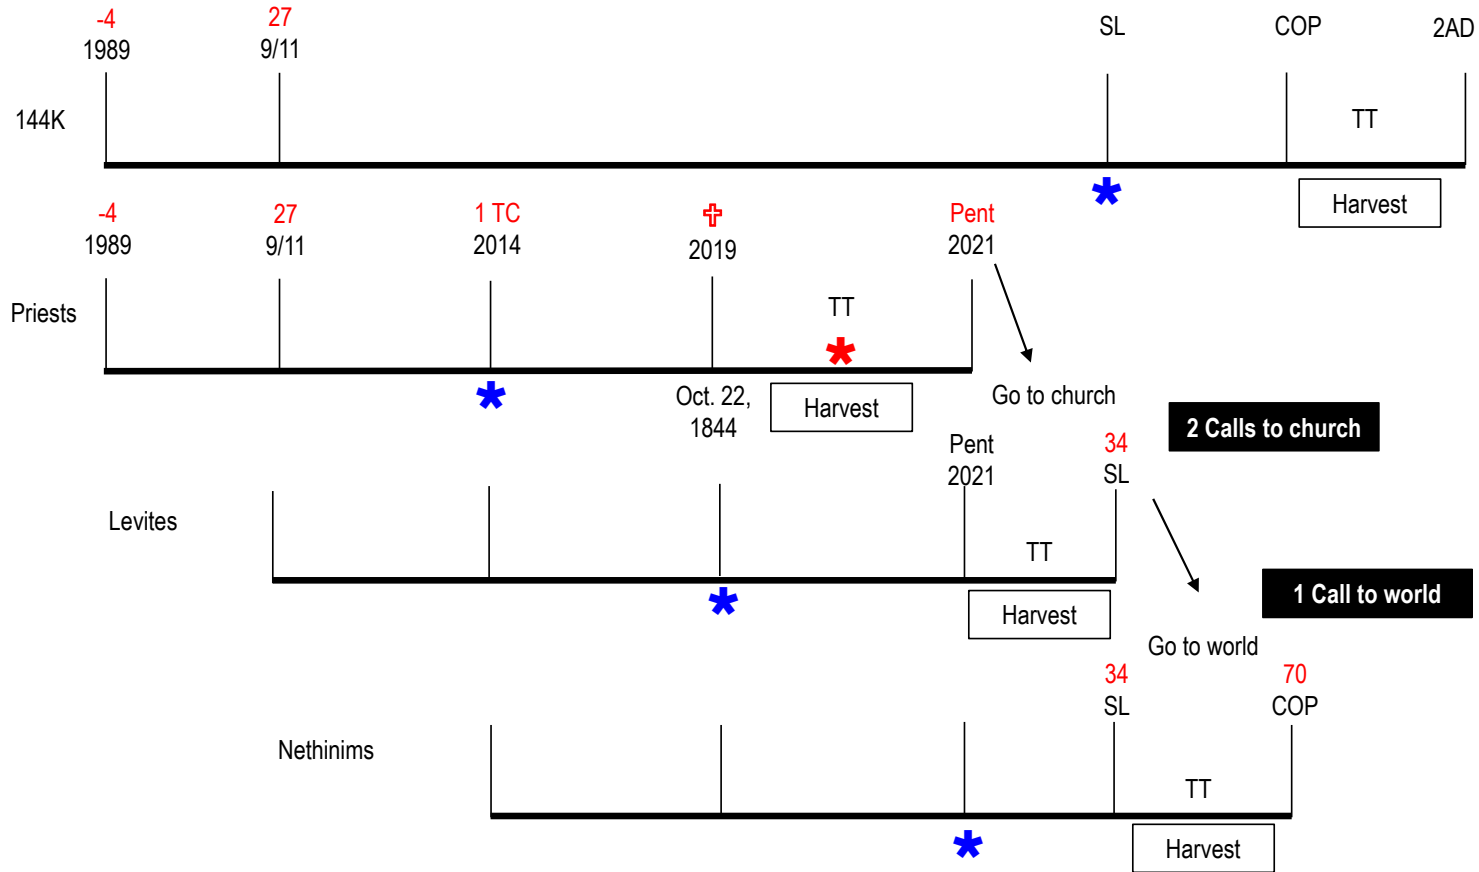 -4
1989
27
9/11
SL
COP
2AD
144K
TT
Harvest
-4
1989
27
9/11
1 TC
2014
✞
2019
Pent
2021
Priests
TT
*
*
*
Oct. 22,
1844
Harvest
Go to church
2 Calls to church
Pent
2021
34
SL
Levites
TT
*
Harvest
1 Call to world
Go to world
34
SL
70
COP
Nethinims
TT
*
Harvest